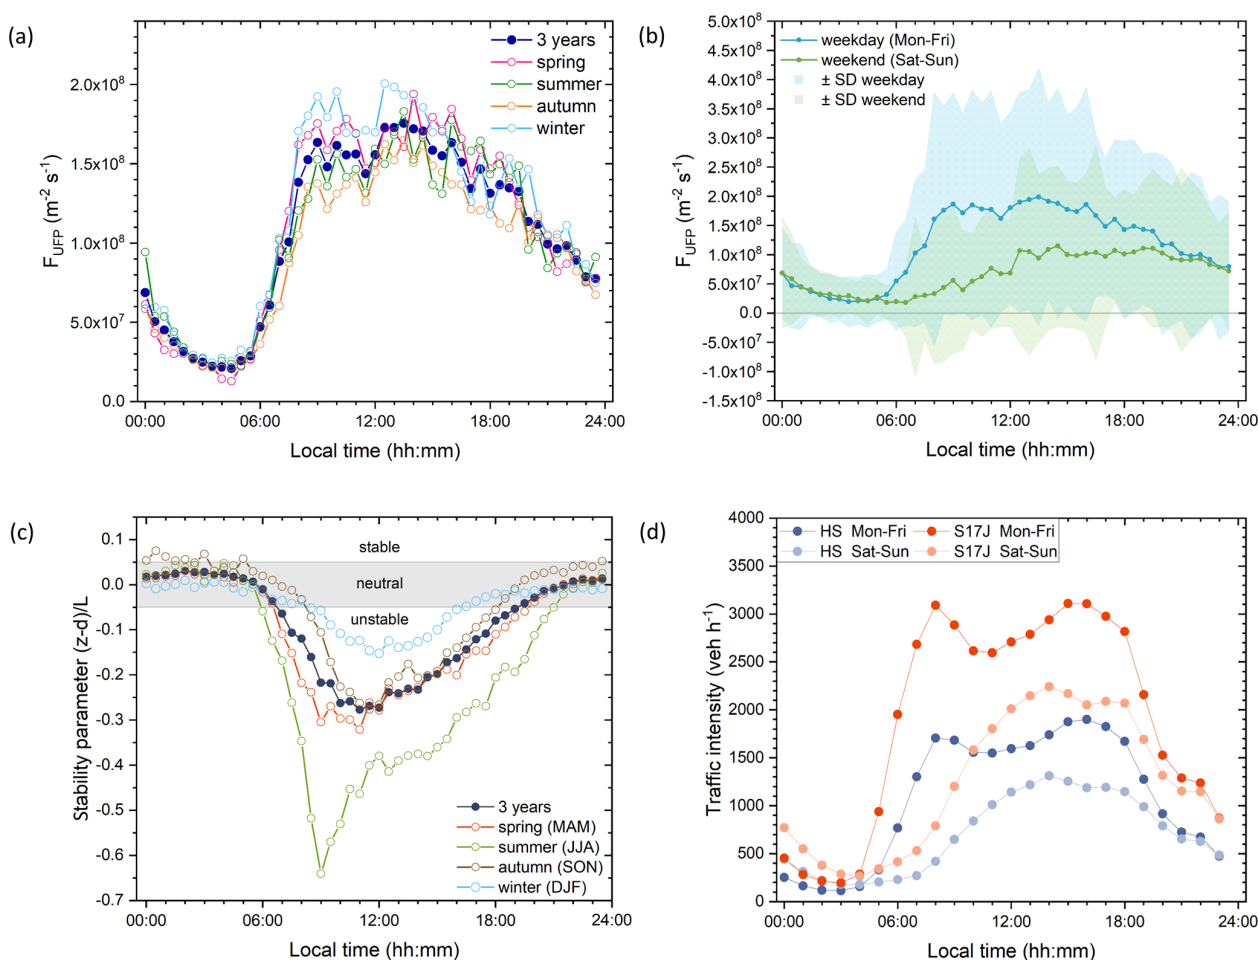 (a)
3 years
spring
summer
autumn
winter
2.0x10⁸
1.5x10⁸
1.0x10⁸
5.0x10⁷
0.0
F_UFP (m⁻² s⁻¹)
00:00 06:00 12:00 18:00 24:00
Local time (hh:mm)
(b)
weekday (Mon-Fri)
weekend (Sat-Sun)
± SD weekday
± SD weekend
5.0x10⁸
4.5x10⁸
4.0x10⁸
3.5x10⁸
3.0x10⁸
2.5x10⁸
2.0x10⁸
1.5x10⁸
1.0x10⁸
5.0x10⁷
0.0
-5.0x10⁷
-1.0x10⁸
-1.5x10⁸
F_UFP (m⁻² s⁻¹)
00:00 06:00 12:00 18:00 24:00
Local time (hh:mm)
(c)
stable
neutral
unstable
0.1
0.0
-0.1
-0.2
-0.3
-0.4
-0.5
-0.6
-0.7
Stability parameter (z-d)/L
3 years
spring (MAM)
summer (JJA)
autumn (SON)
winter (DJF)
00:00 06:00 12:00 18:00 24:00
Local time (hh:mm)
(d)
HS Mon-Fri S17J Mon-Fri
HS Sat-Sun S17J Sat-Sun
4000
3500
3000
2500
2000
1500
1000
500
0
Traffic intensity (veh h⁻¹)
00:00 06:00 12:00 18:00 24:00
Local time (hh:mm)